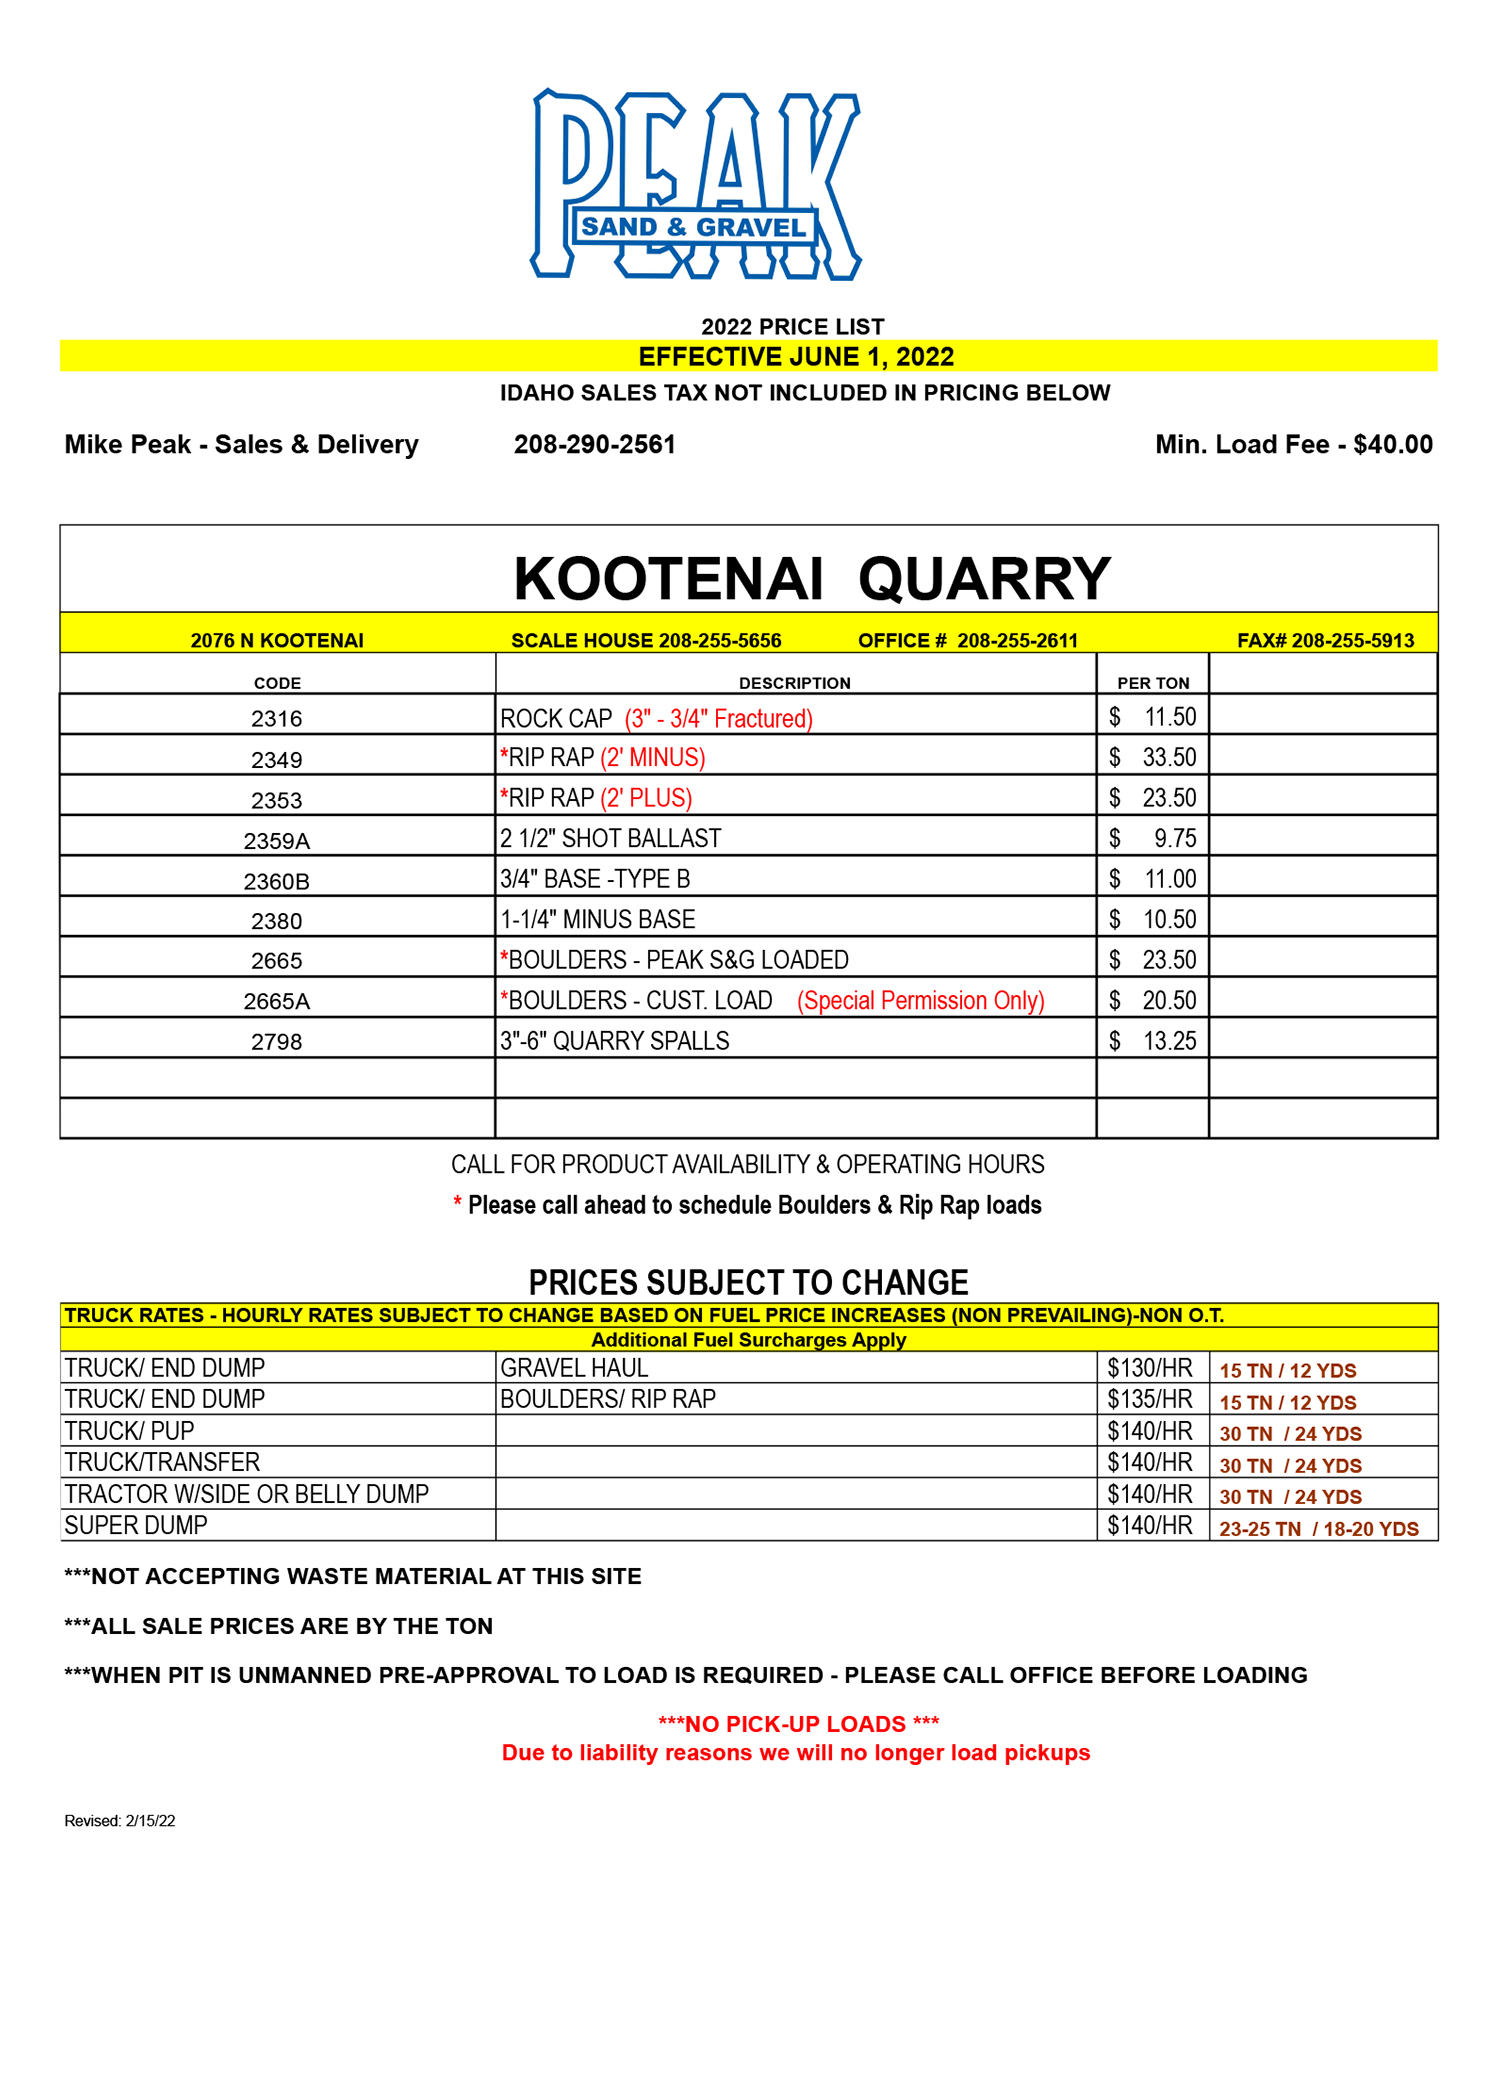 PEAK
SAND & GRAVEL
2022 PRICE LIST
EFFECTIVE JUNE 1, 2022
IDAHO SALES TAX NOT INCLUDED IN PRICING BELOW
Mike Peak - Sales & Delivery 208-290-2561 Min. Load Fee - $40.00
KOOTENAI QUARRY
2076 N KOOTENAI SCALE HOUSE 208-255-5656 OFFICE # 208-255-2611 FAX# 208-255-5913
CODE DESCRIPTION PER TON
2316 ROCK CAP (3" - 3/4" Fractured) $ 11.50
2349 *RIP RAP (2' MINUS) $ 33.50
2353 *RIP RAP (2' PLUS) $ 23.50
2359A 2 1/2" SHOT BALLAST $ 9.75
2360B 3/4" BASE -TYPE B $ 11.00
2380 1-1/4" MINUS BASE $ 10.50
2665 *BOULDERS - PEAK S&G LOADED $ 23.50
2665A *BOULDERS - CUST. LOAD (Special Permission Only) $ 20.50
2798 3"-6" QUARRY SPALLS $ 13.25
CALL FOR PRODUCT AVAILABILITY & OPERATING HOURS
* Please call ahead to schedule Boulders & Rip Rap loads
PRICES SUBJECT TO CHANGE
TRUCK RATES - HOURLY RATES SUBJECT TO CHANGE BASED ON FUEL PRICE INCREASES (NON PREVAILING)-NON O.T.
Additional Fuel Surcharges Apply
TRUCK/ END DUMP GRAVEL HAUL $130/HR 15 TN / 12 YDS
TRUCK/ END DUMP BOULDERS/ RIP RAP $135/HR 15 TN / 12 YDS
TRUCK/ PUP $140/HR 30 TN / 24 YDS
TRUCK/TRANSFER $140/HR 30 TN / 24 YDS
TRACTOR W/SIDE OR BELLY DUMP $140/HR 30 TN / 24 YDS
SUPER DUMP $140/HR 23-25 TN / 18-20 YDS
***NOT ACCEPTING WASTE MATERIAL AT THIS SITE
***ALL SALE PRICES ARE BY THE TON
***WHEN PIT IS UNMANNED PRE-APPROVAL TO LOAD IS REQUIRED - PLEASE CALL OFFICE BEFORE LOADING
***NO PICK-UP LOADS ***
Due to liability reasons we will no longer load pickups
Revised: 2/15/22